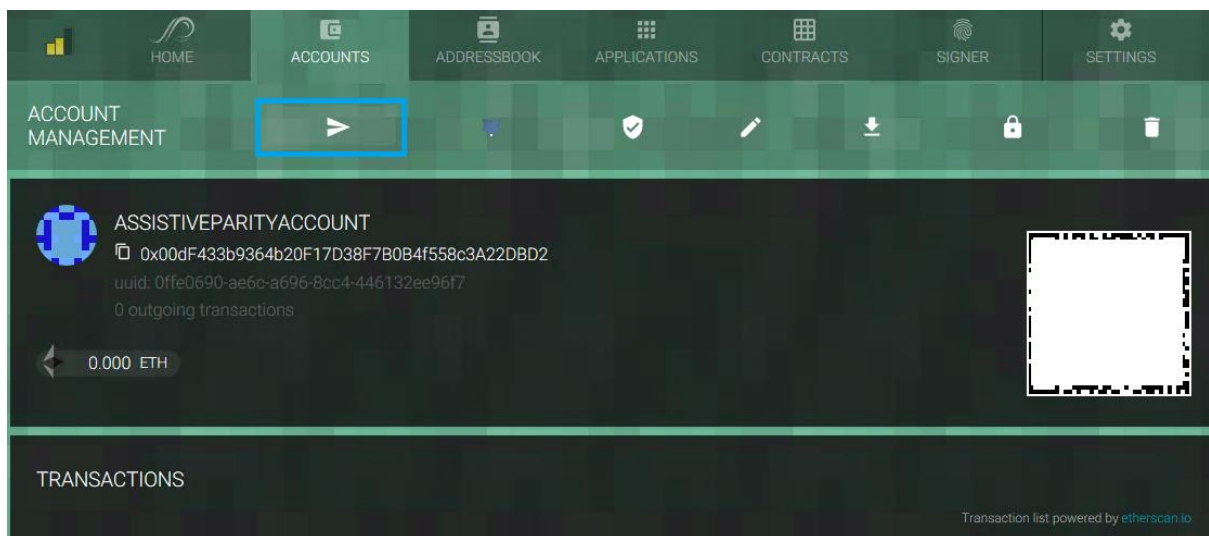 HOME
ACCOUNTS
ADDRESSBOOK
APPLICATIONS
CONTRACTS
SIGNER
SETTINGS
ACCOUNT
MANAGEMENT
ASSISTIVEPARITYACCOUNT
0x00dF433b9364b20F17D38F7B0B4f558c3A22DBD2
uuid: 0ffe0690-ae6c-a696-8cc4-446132ee96f7
0 outgoing transactions
0.000 ETH
TRANSACTIONS
Transaction list powered by etherscan.io